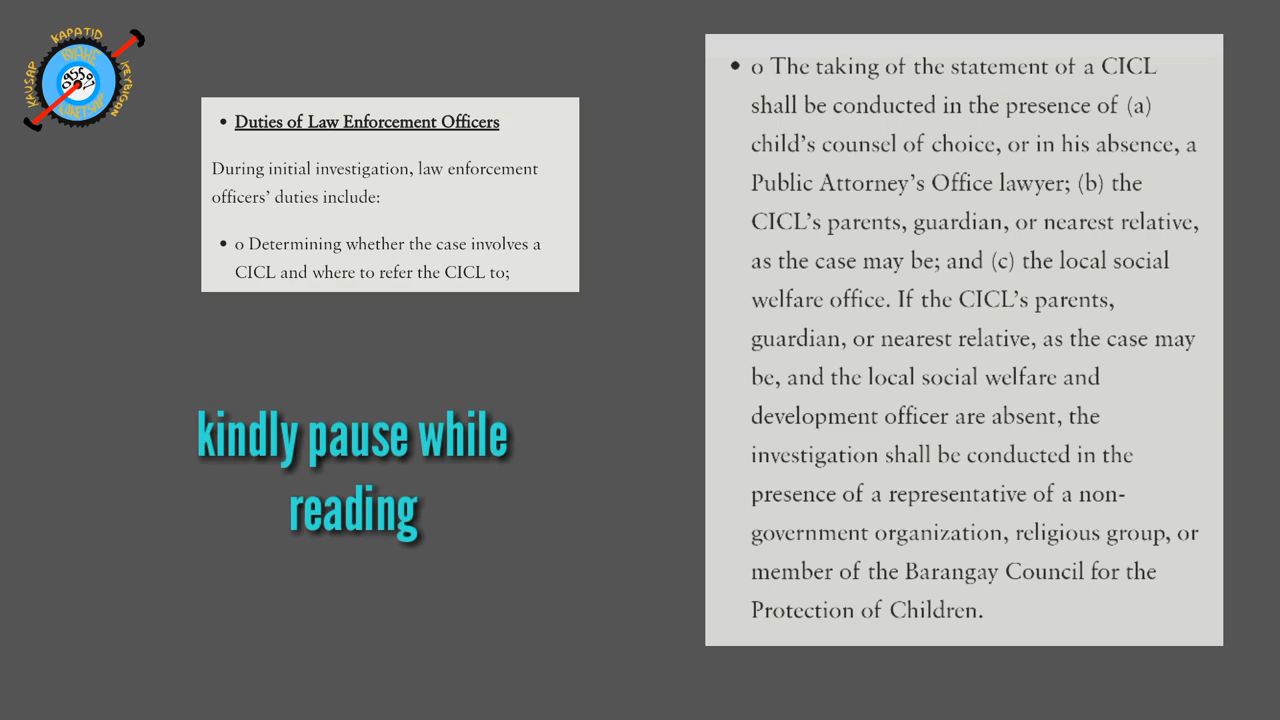 KAUSAP KAPATID KAYBIGAN
• Duties of Law Enforcement Officers
During initial investigation, law enforcement
officers’ duties include:
• o Determining whether the case involves a
CICL and where to refer the CICL to;
kindly pause while
reading
• o The taking of the statement of a CICL
shall be conducted in the presence of (a)
child’s counsel of choice, or in his absence, a
Public Attorney’s Office lawyer; (b) the
CICL’s parents, guardian, or nearest relative,
as the case may be; and (c) the local social
welfare office. If the CICL’s parents,
guardian, or nearest relative, as the case may
be, and the local social welfare and
development officer are absent, the
investigation shall be conducted in the
presence of a representative of a non-
government organization, religious group, or
member of the Barangay Council for the
Protection of Children.